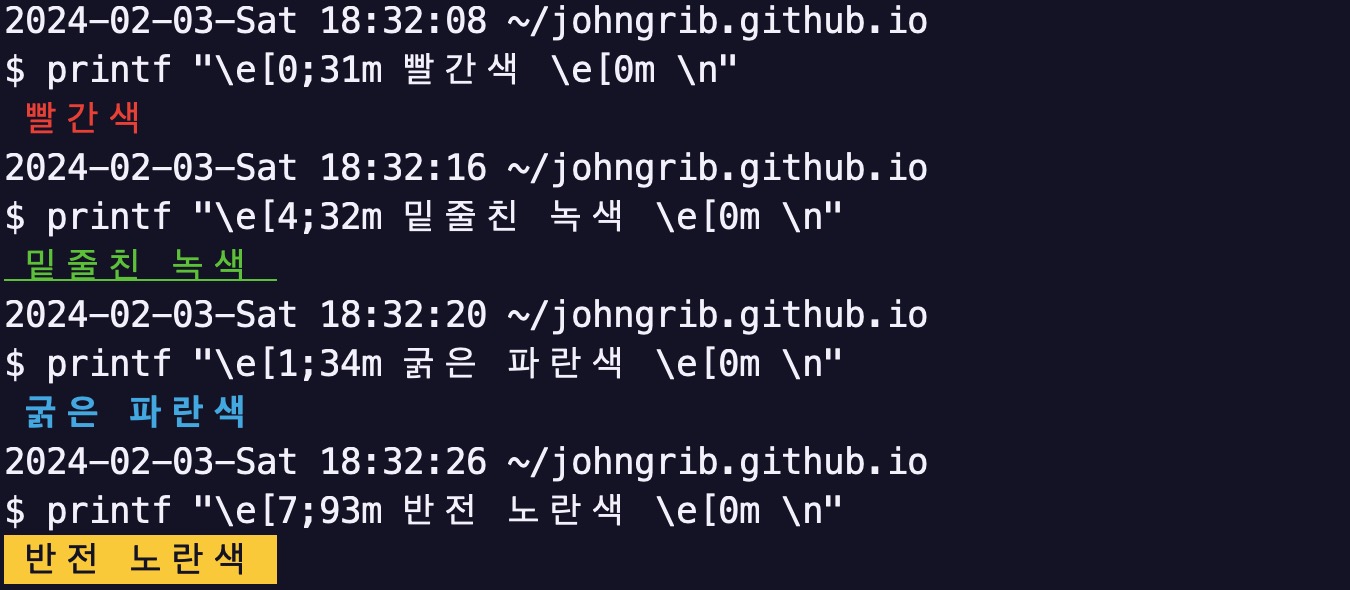 2024-02-03-Sat 18:32:08 ~/johngrib.github.io
$ printf "\e[0;31m 빨간색 \e[0m \n"
빨간색
2024-02-03-Sat 18:32:16 ~/johngrib.github.io
$ printf "\e[4;32m 밑줄친 녹색 \e[0m \n"
밑줄친 녹색
2024-02-03-Sat 18:32:20 ~/johngrib.github.io
$ printf "\e[1;34m 굵은 파란색 \e[0m \n"
굵은 파란색
2024-02-03-Sat 18:32:26 ~/johngrib.github.io
$ printf "\e[7;93m 반전 노란색 \e[0m \n"
반전 노란색